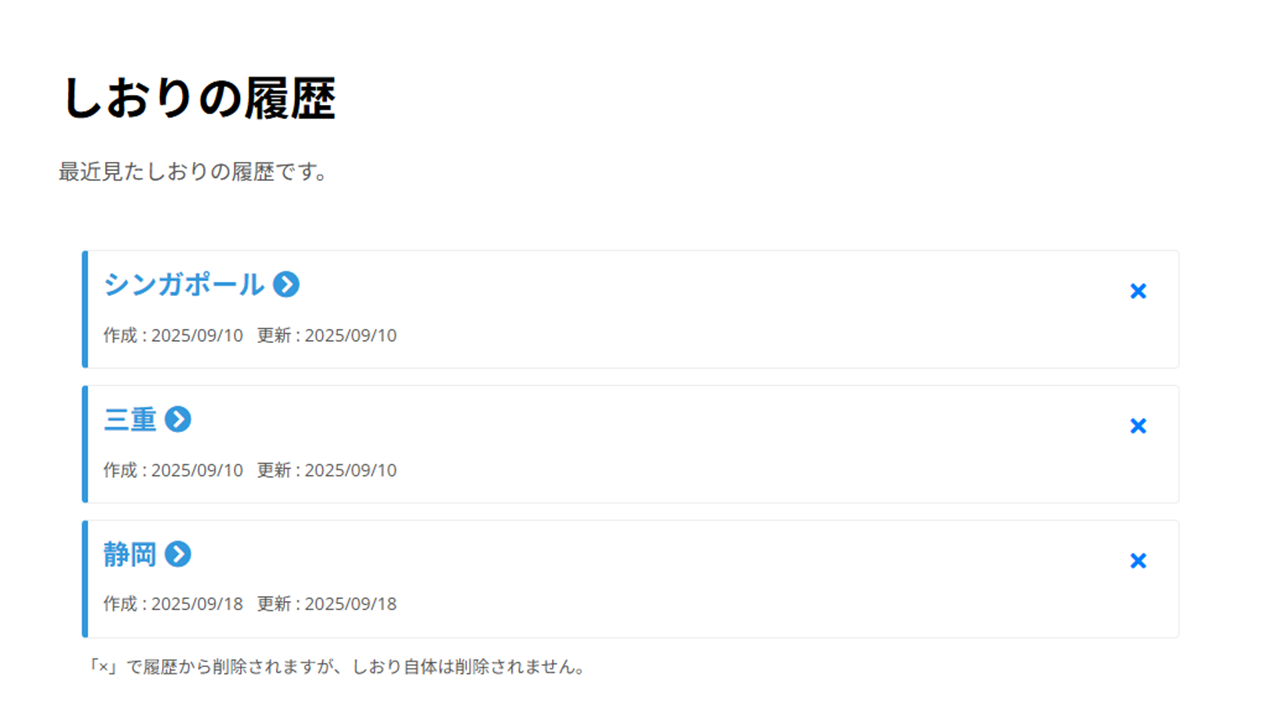 しおりの履歴
最近見たしおりの履歴です。
シンガポール
作成 : 2025/09/10 更新 : 2025/09/10
三重
作成 : 2025/09/10 更新 : 2025/09/10
静岡
作成 : 2025/09/18 更新 : 2025/09/18
「×」で履歴から削除されますが、しおり自体は削除されません。